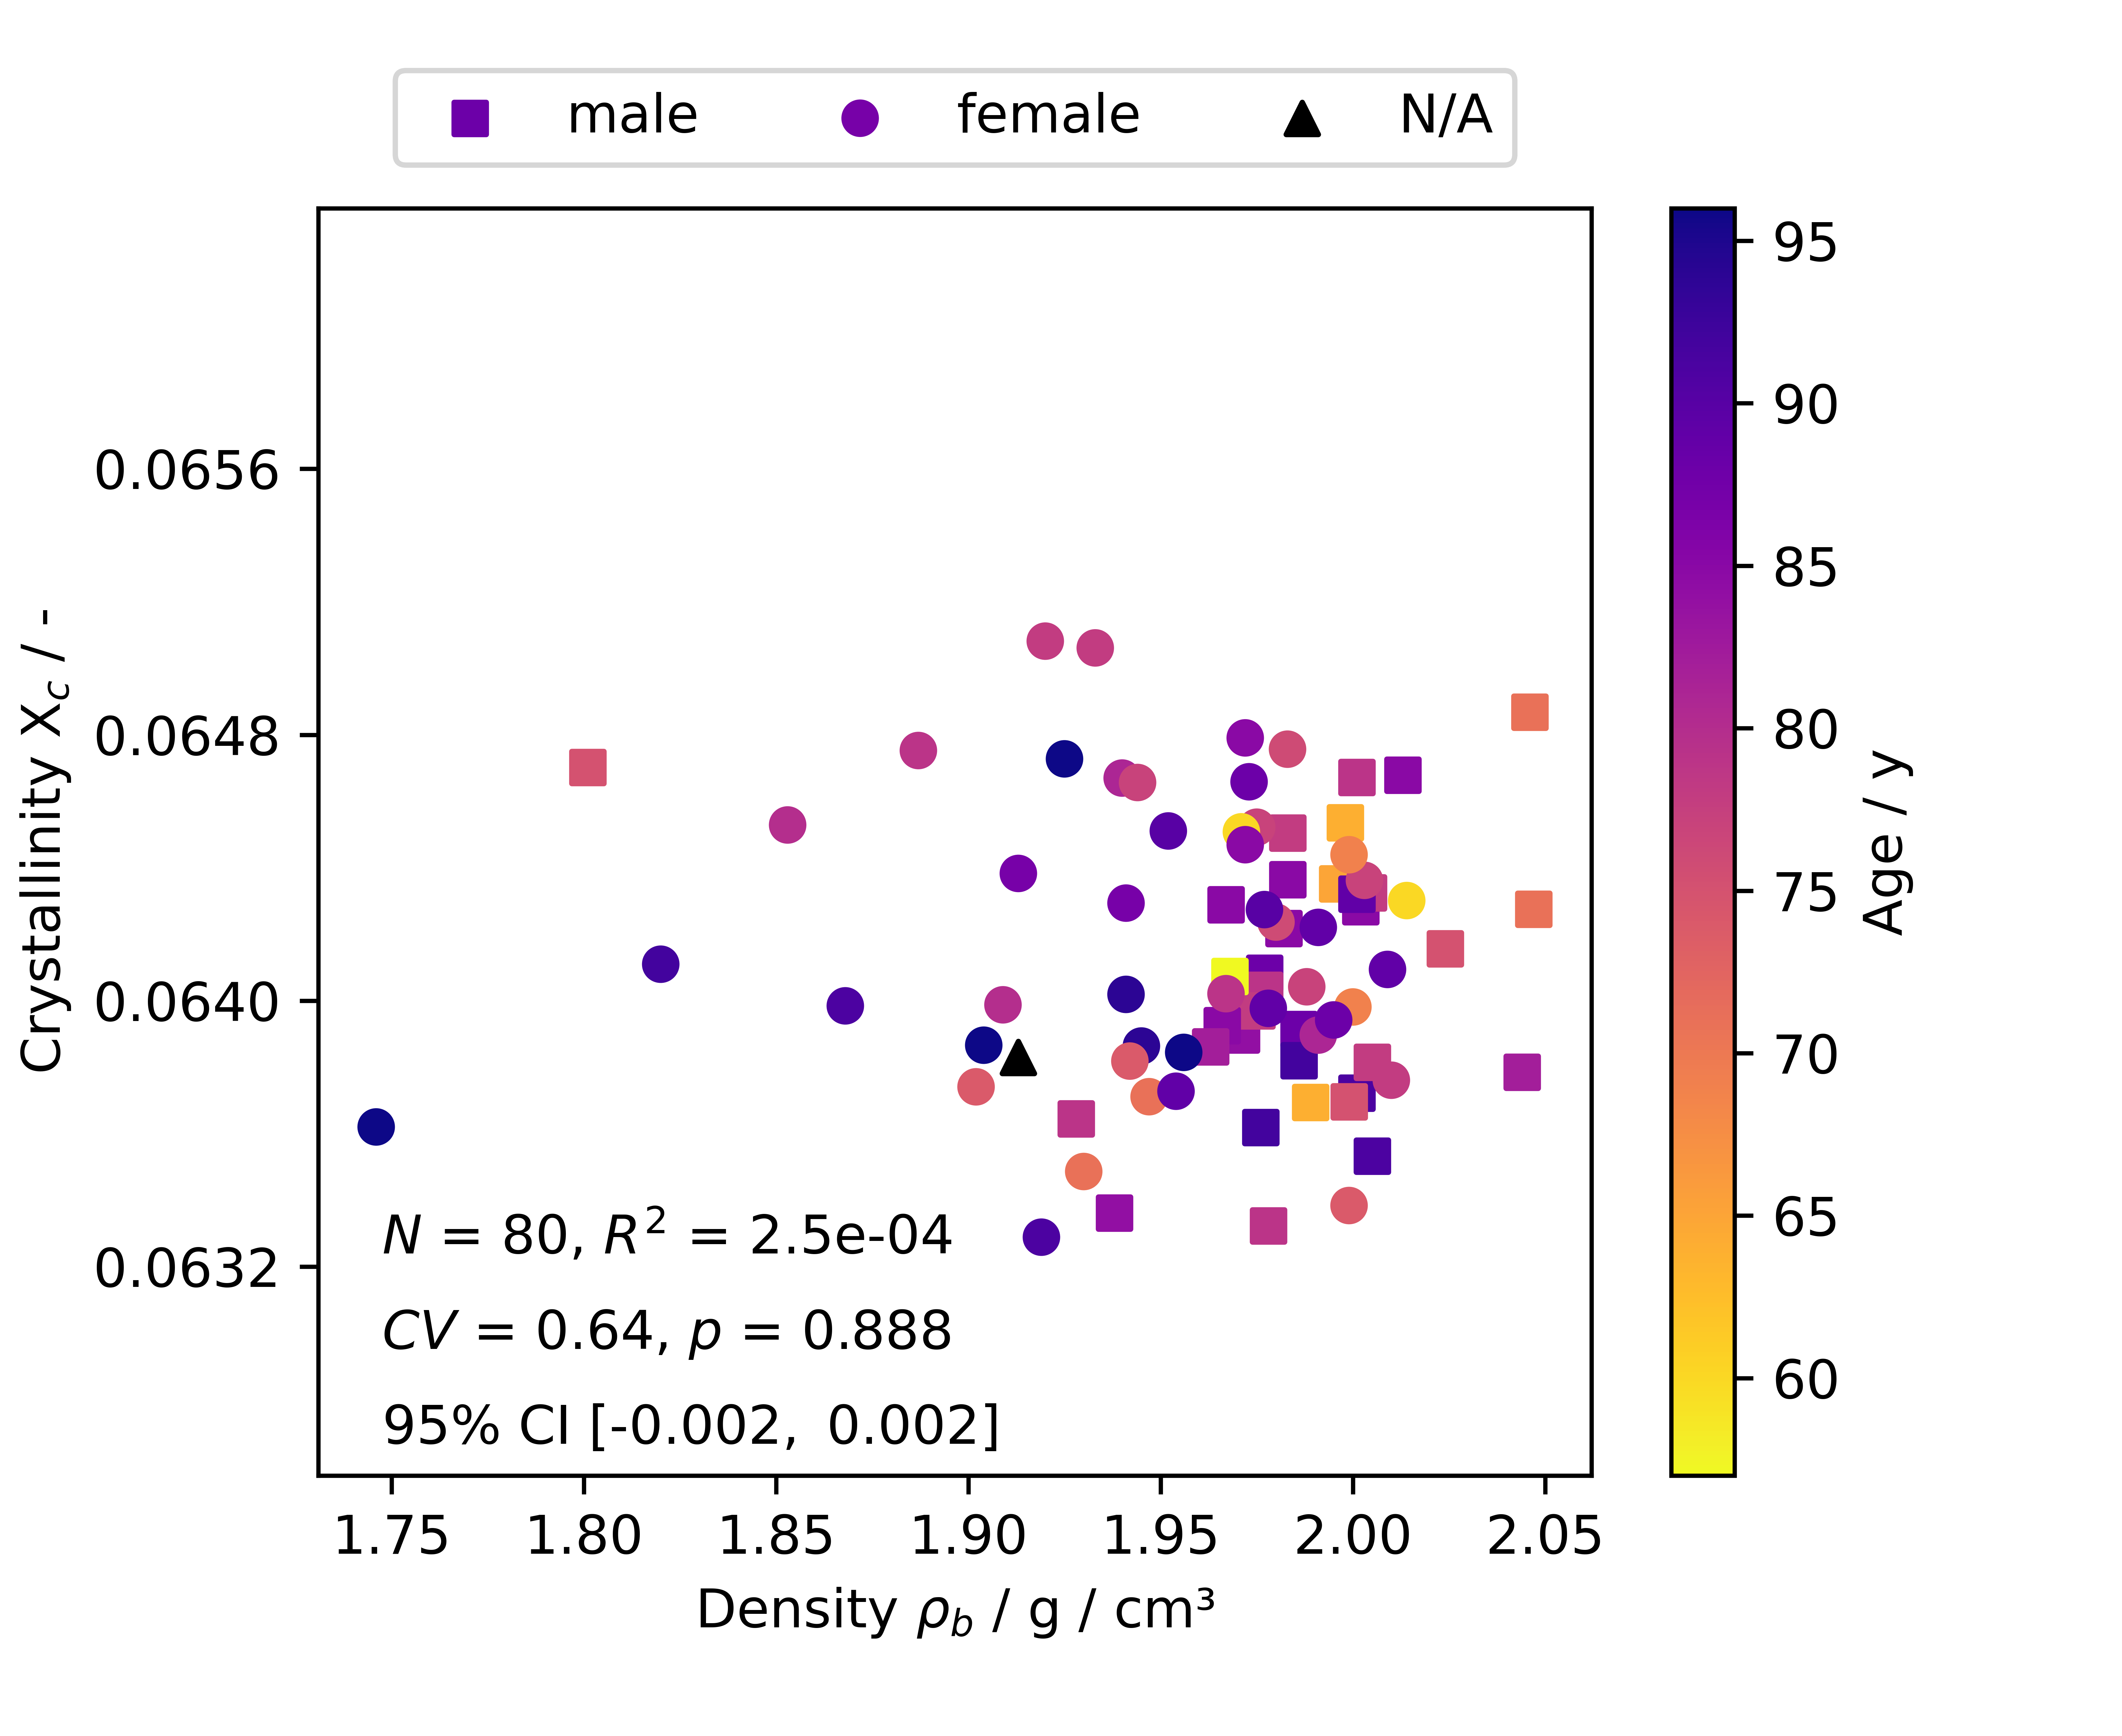 male female N/A
0.0656
0.0648
0.0640
0.0632
Crystallinity X_c / -
N = 80, R² = 2.5e-04
CV = 0.64, p = 0.888
95% CI [-0.002, 0.002]
1.75 1.80 1.85 1.90 1.95 2.00 2.05
Density ρ_b / g / cm³
95
90
85
80
75
70
65
60
Age / y